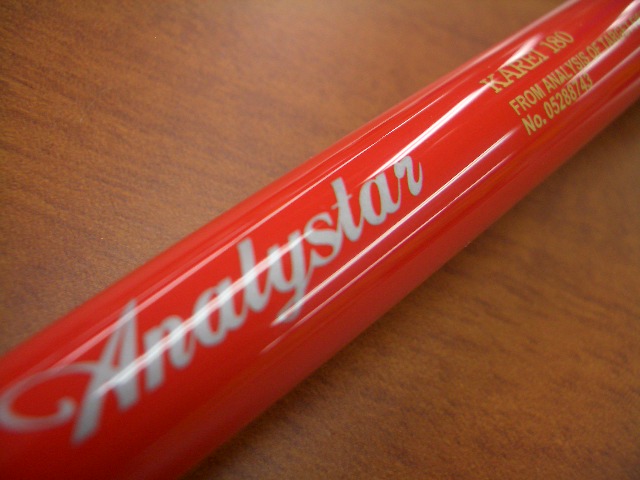 Analystar
KAREI 180
FROM ANALYSIS OF
No. 05288743